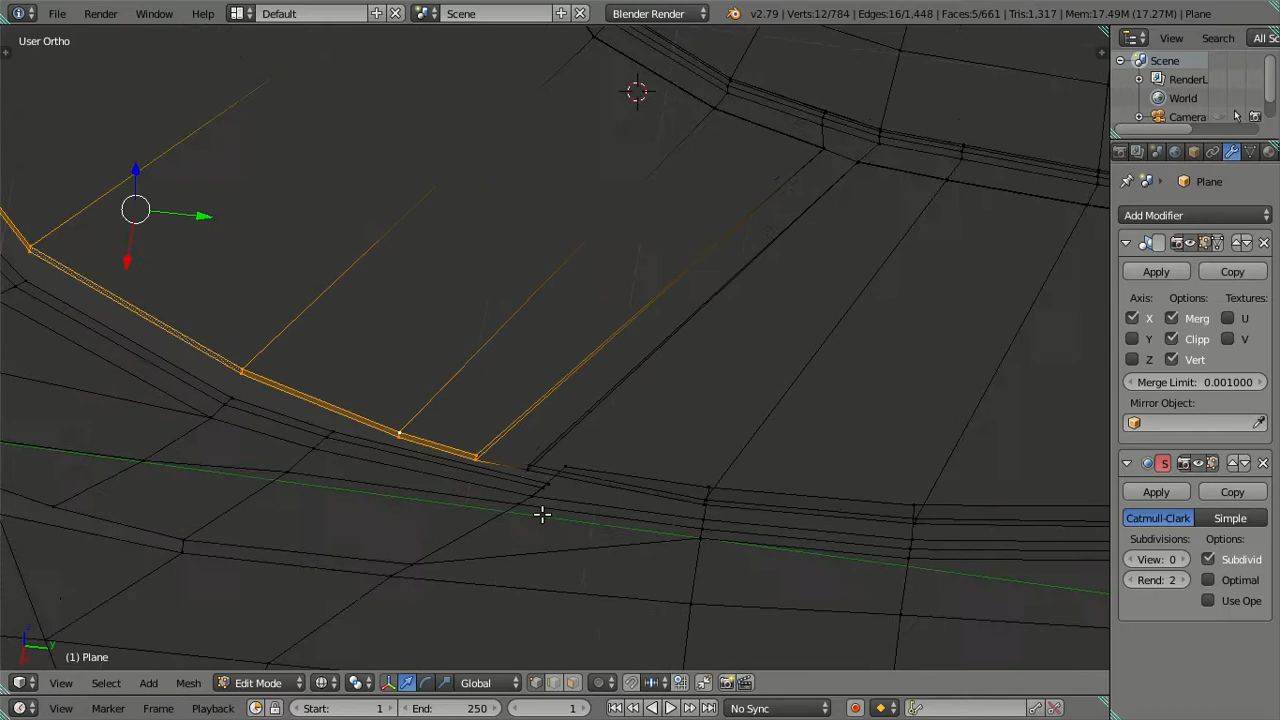 File Render Window Help Default Scene Blender Render v2.79 | Verts:12/784 | Edges:16/1,448 | Faces:5/661 | Tris:1,317 | Mem:17.49M (17.27M) | Plane
User Ortho
View Search All Sc
Scene
RenderL
World
Camera
Plane
Add Modifier
Apply Copy
Axis: Options: Textures:
X Merg U
Y Clipp V
Z Vert
Merge Limit: 0.001000
Mirror Object:
S
Apply Copy
Catmull-Clark Simple
Subdivisions: Options:
View: 0 Subdivid
Rend: 2 Optimal
Use Ope
z
y
(1) Plane
View Select Add Mesh Edit Mode Global
View Marker Frame Playback Start: 1 End: 250 1 No Sync